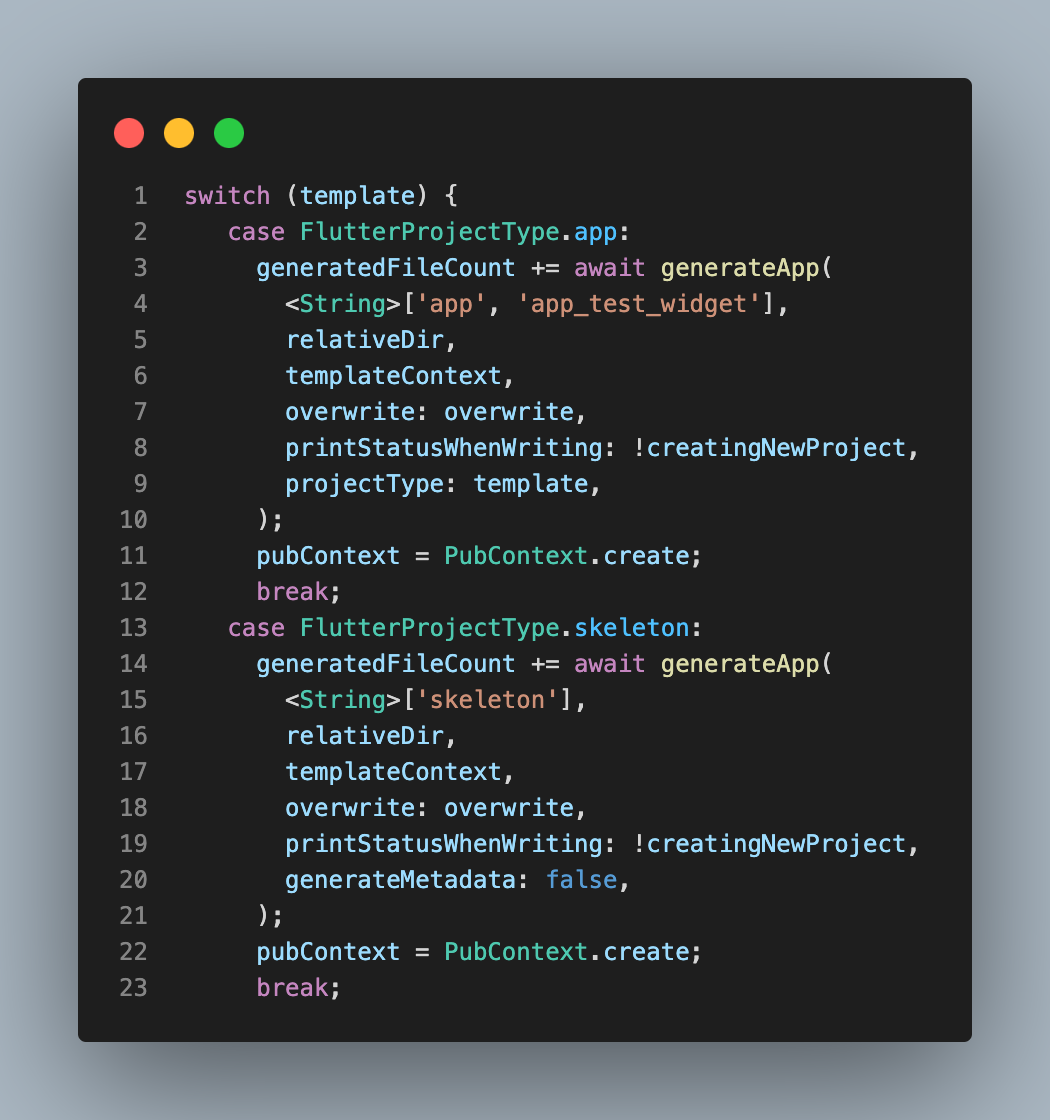 1 switch (template) {
2 case FlutterProjectType.app:
3 generatedFileCount += await generateApp(
4 <String>['app', 'app_test_widget'],
5 relativeDir,
6 templateContext,
7 overwrite: overwrite,
8 printStatusWhenWriting: !creatingNewProject,
9 projectType: template,
10 );
11 pubContext = PubContext.create;
12 break;
13 case FlutterProjectType.skeleton:
14 generatedFileCount += await generateApp(
15 <String>['skeleton'],
16 relativeDir,
17 templateContext,
18 overwrite: overwrite,
19 printStatusWhenWriting: !creatingNewProject,
20 generateMetadata: false,
21 );
22 pubContext = PubContext.create;
23 break;